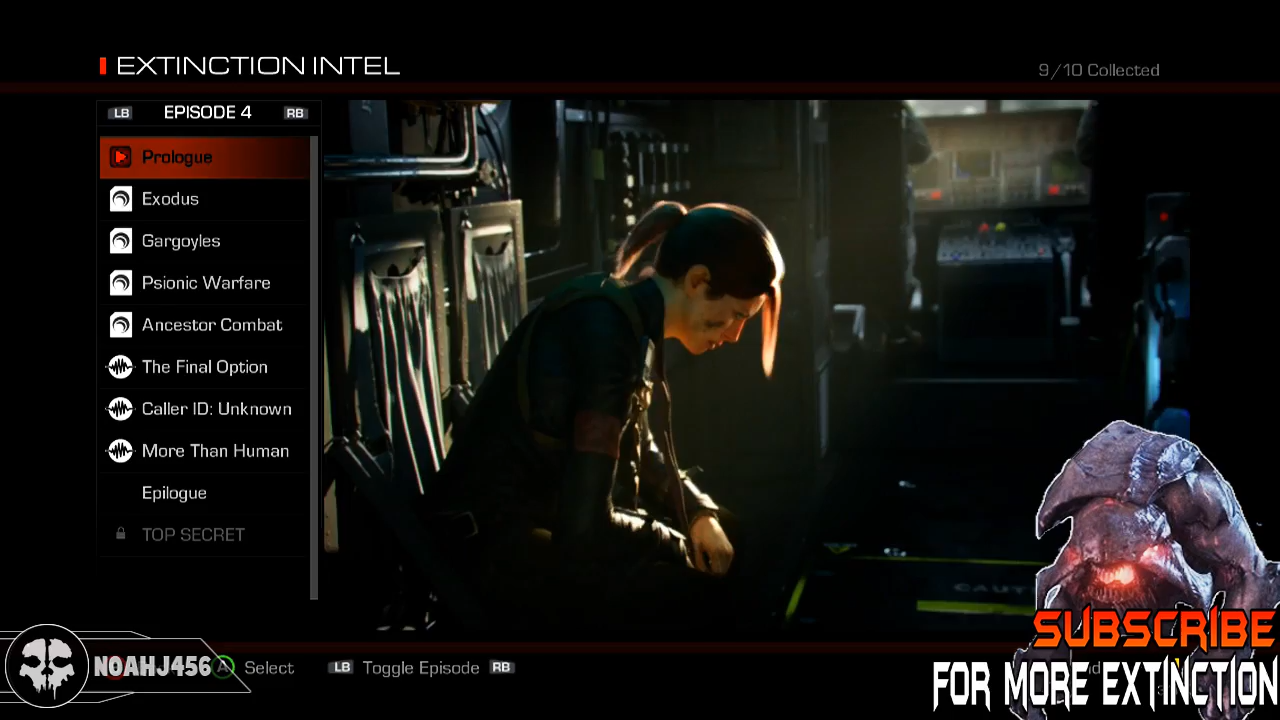 EXTINCTION INTEL
9/10 Collected
LB EPISODE 4 RB
Prologue
Exodus
Gargoyles
Psionic Warfare
Ancestor Combat
The Final Option
Caller ID: Unknown
More Than Human
Epilogue
TOP SECRET
SUBSCRIBE
FOR MORE EXTINCTION
N0AHJ456
A Select
LB Toggle Episode RB